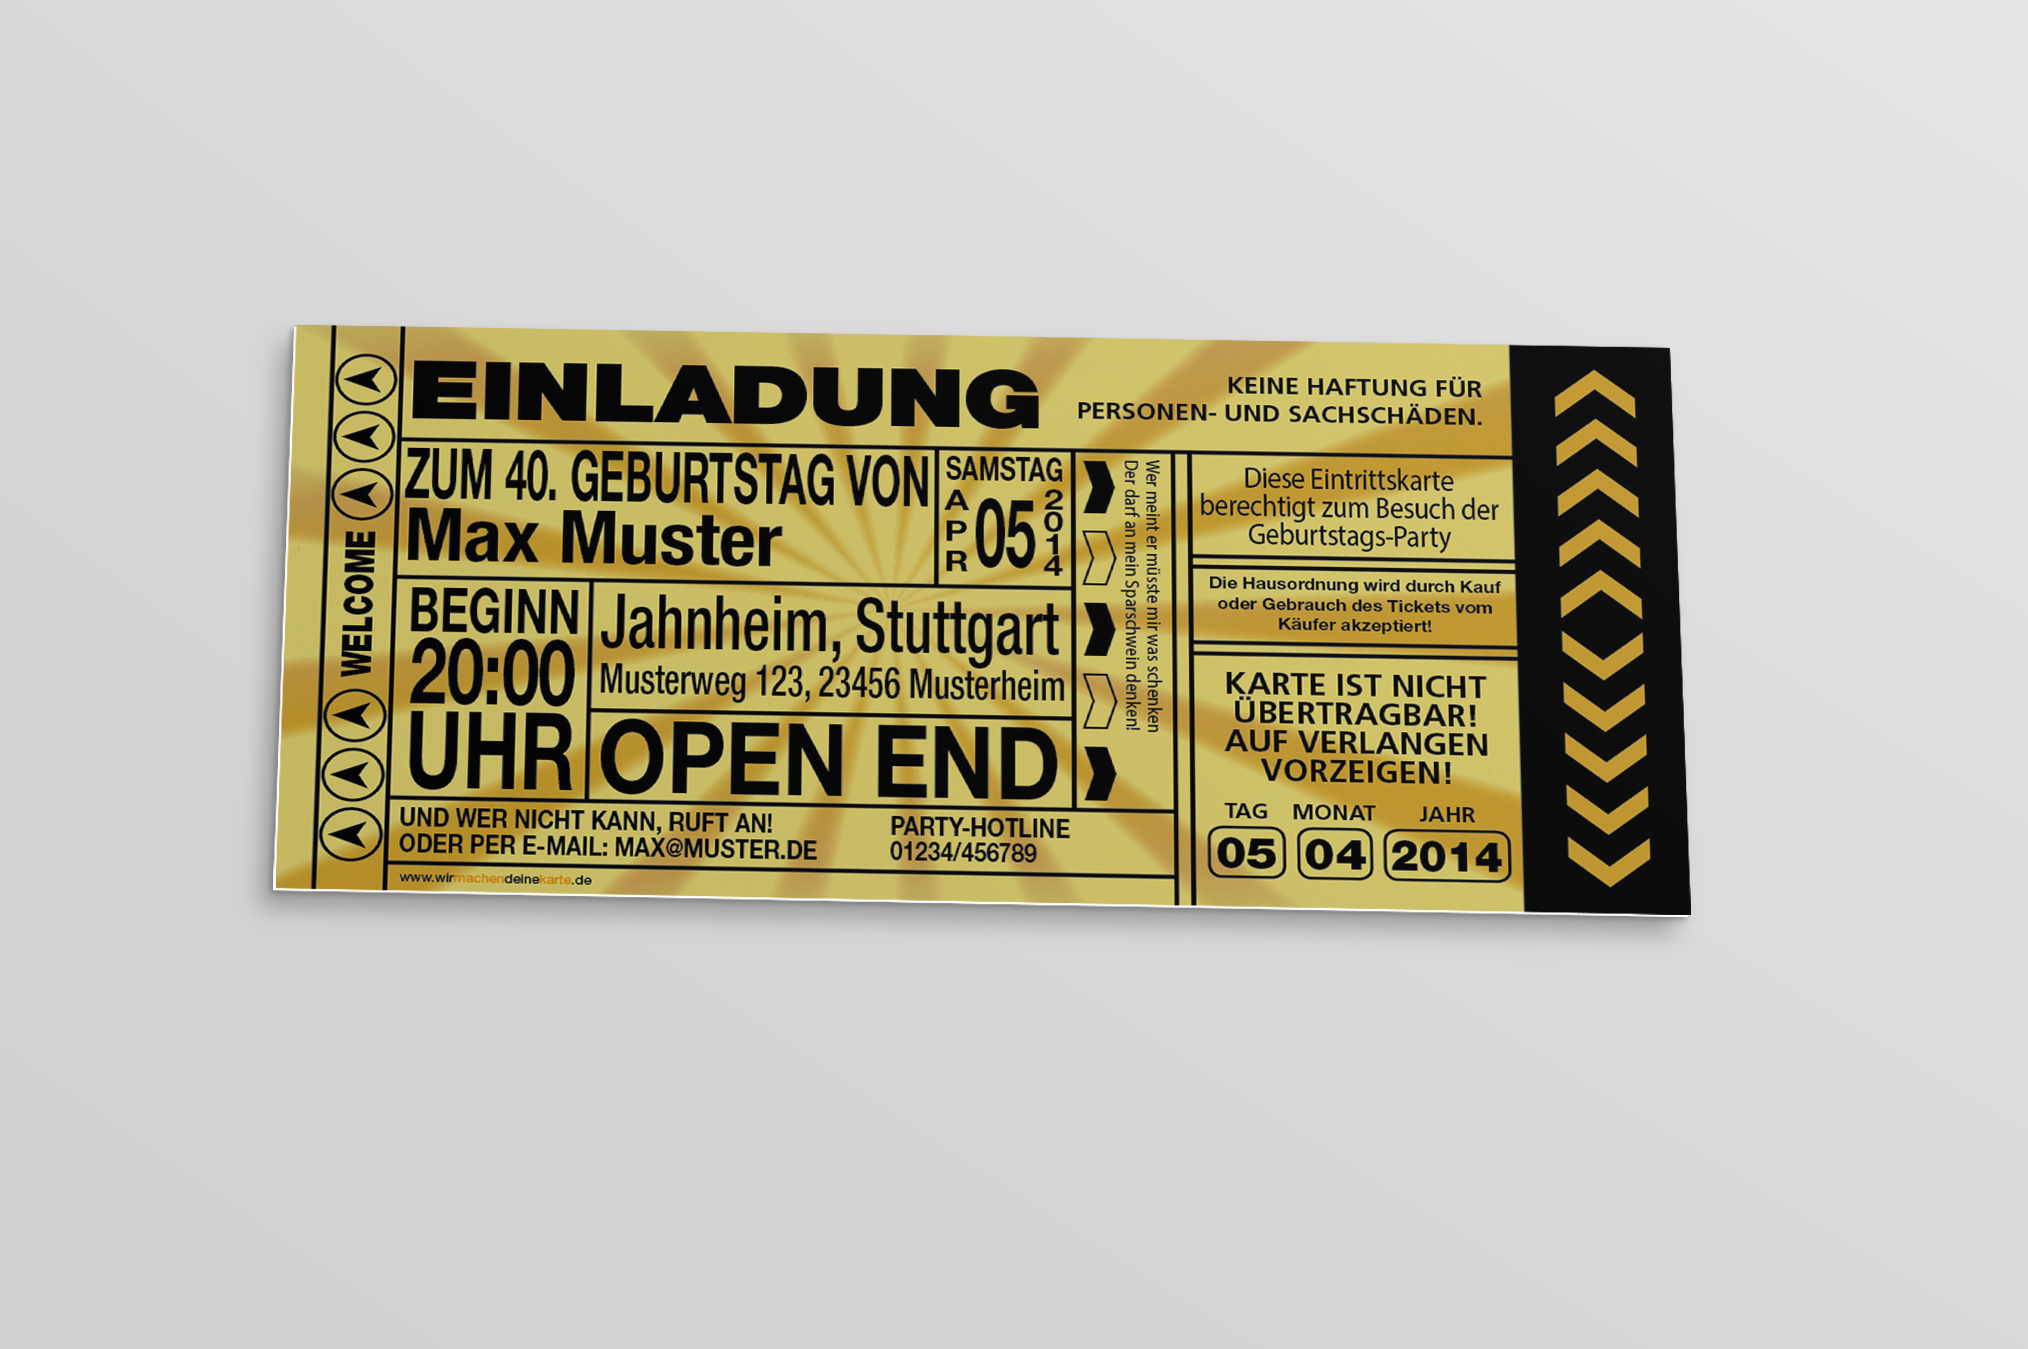 WELCOME
EINLADUNG
KEINE HAFTUNG FÜR
PERSONEN- UND SACHSCHÄDEN.
ZUM 40. GEBURTSTAG VON
Max Muster
SAMSTAG
APR
05
2014
BEGINN
20:00
UHR
Jahnheim, Stuttgart
Musterweg 123, 23456 Musterheim
OPEN END
Wer meint er müsste mir was schenken
Der darf an mein Sparschwein denken!
UND WER NICHT KANN, RUFT AN!
ODER PER E-MAIL: MAX@MUSTER.DE
PARTY-HOTLINE
01234/456789
www.wirmachendeinekarte.de
Diese Eintrittskarte
berechtigt zum Besuch der
Geburtstags-Party
Die Hausordnung wird durch Kauf
oder Gebrauch des Tickets vom
Käufer akzeptiert!
KARTE IST NICHT
ÜBERTRAGBAR!
AUF VERLANGEN
VORZEIGEN!
TAG MONAT JAHR
05 04 2014